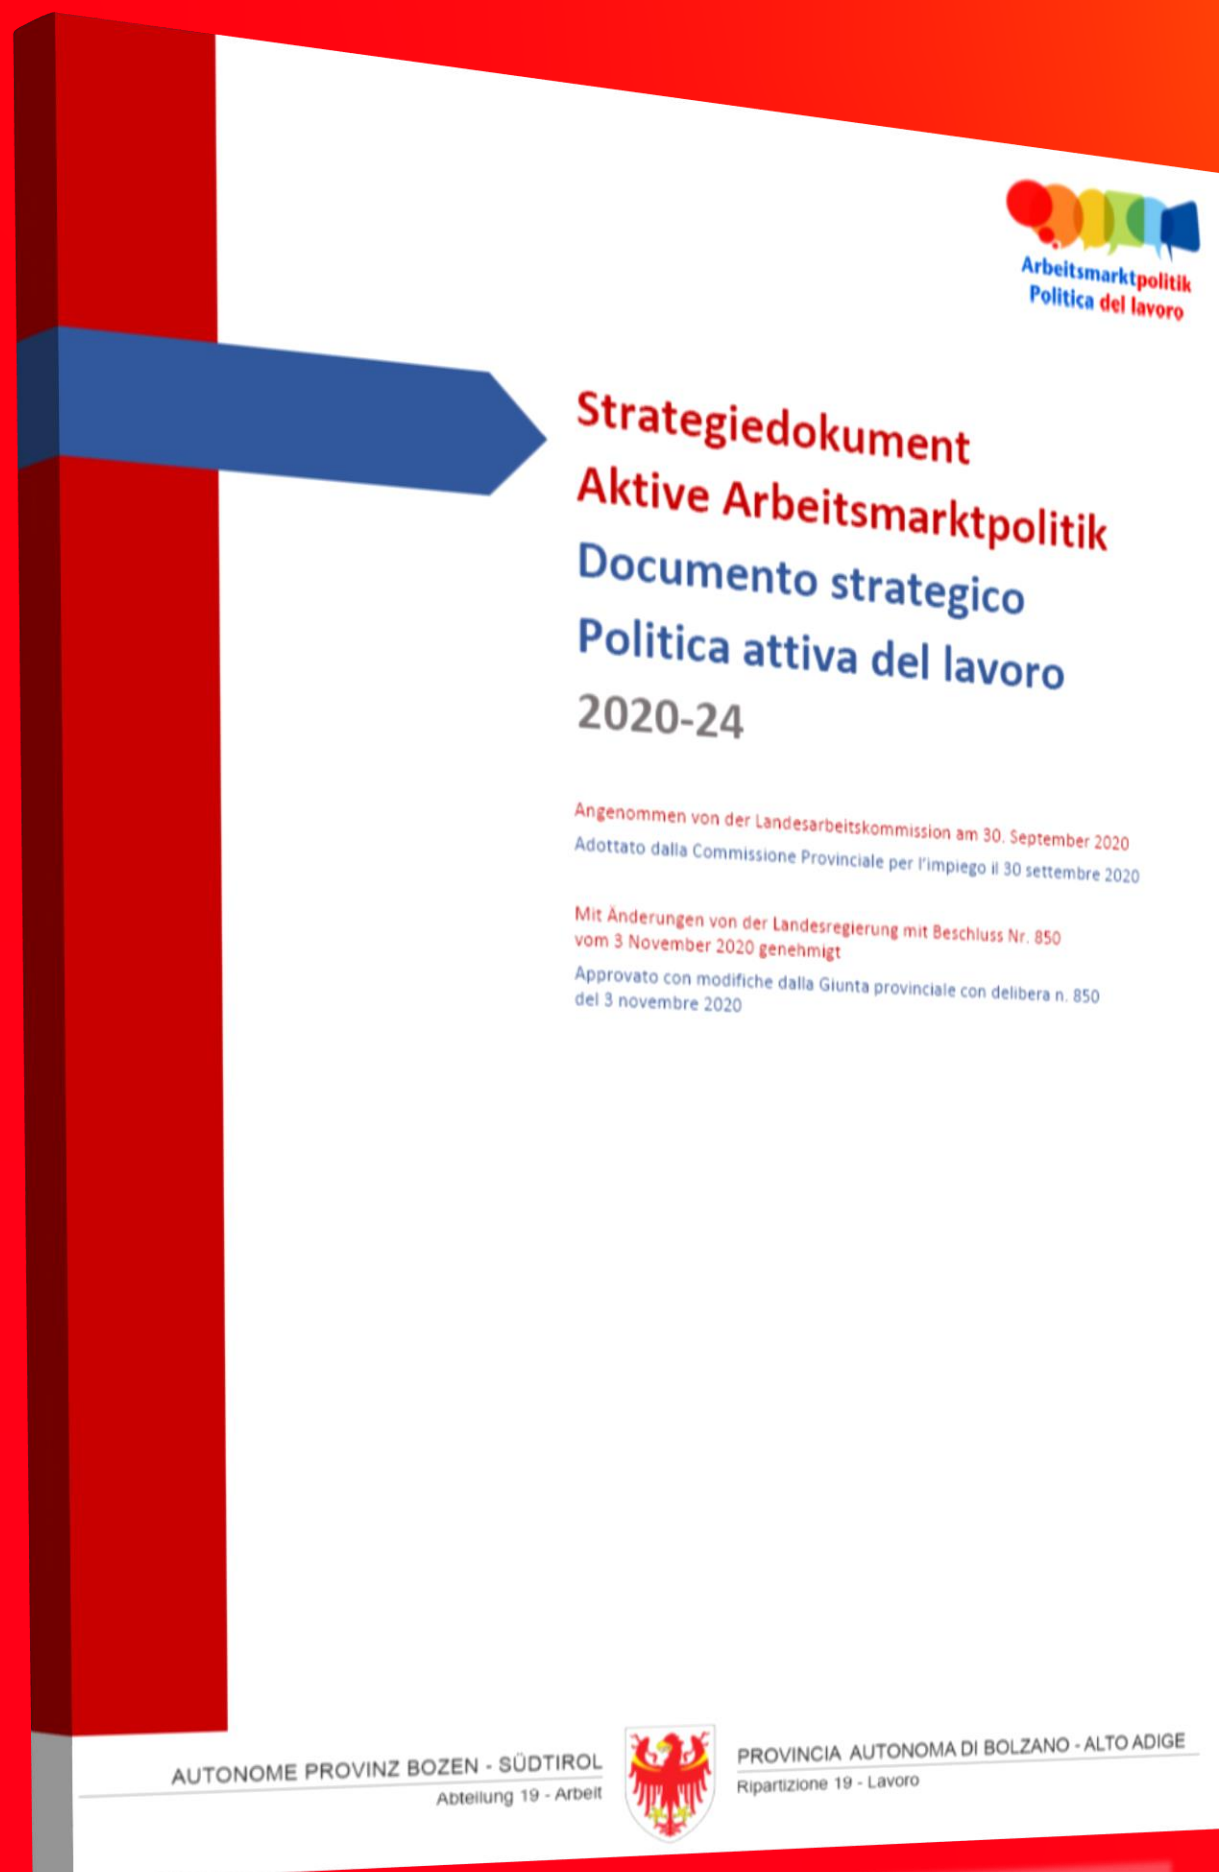 Arbeitsmarktpolitik
Politica del lavoro
Strategiedokument
Aktive Arbeitsmarktpolitik
Documento strategico
Politica attiva del lavoro
2020-24
Angenommen von der Landesarbeitskommission am 30. September 2020
Adottato dalla Commissione Provinciale per l'impiego il 30 settembre 2020
Mit Änderungen von der Landesregierung mit Beschluss Nr. 850
vom 3 November 2020 genehmigt
Approvato con modifiche dalla Giunta provinciale con delibera n. 850
del 3 novembre 2020
AUTONOME PROVINZ BOZEN - SÜDTIROL
Abteilung 19 - Arbeit
PROVINCIA AUTONOMA DI BOLZANO - ALTO ADIGE
Ripartizione 19 - Lavoro